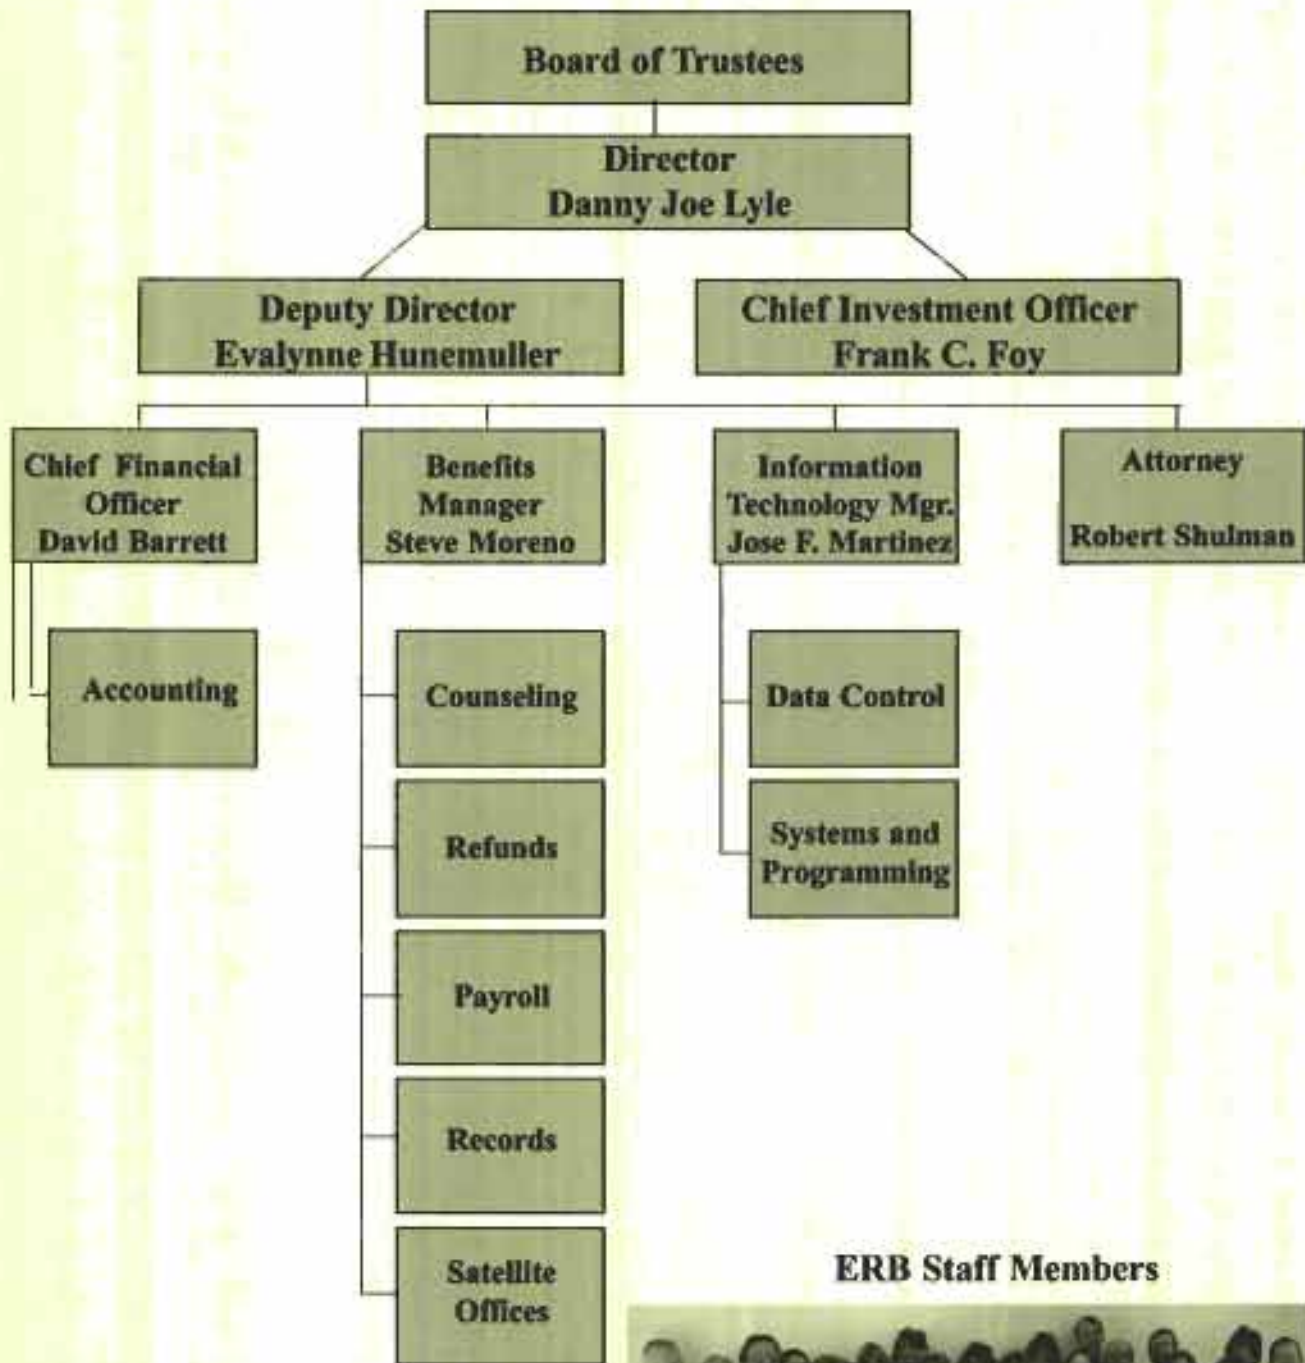 Board of Trustees
Director
Danny Joe Lyle
Deputy Director
Evalynne Hunemuller
Chief Investment Officer
Frank C. Foy
Chief Financial
Officer
David Barrett
Benefits
Manager
Steve Moreno
Information
Technology Mgr.
Jose F. Martinez
Attorney
Robert Shulman
Accounting
Counseling
Refunds
Payroll
Records
Satellite
Offices
Data Control
Systems and
Programming
ERB Staff Members